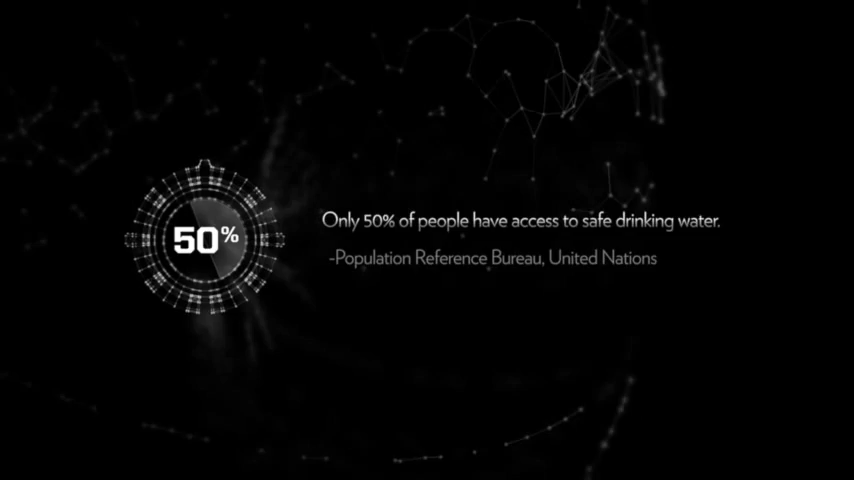 50%
Only 50% of people have access to safe drinking water.
-Population Reference Bureau, United Nations